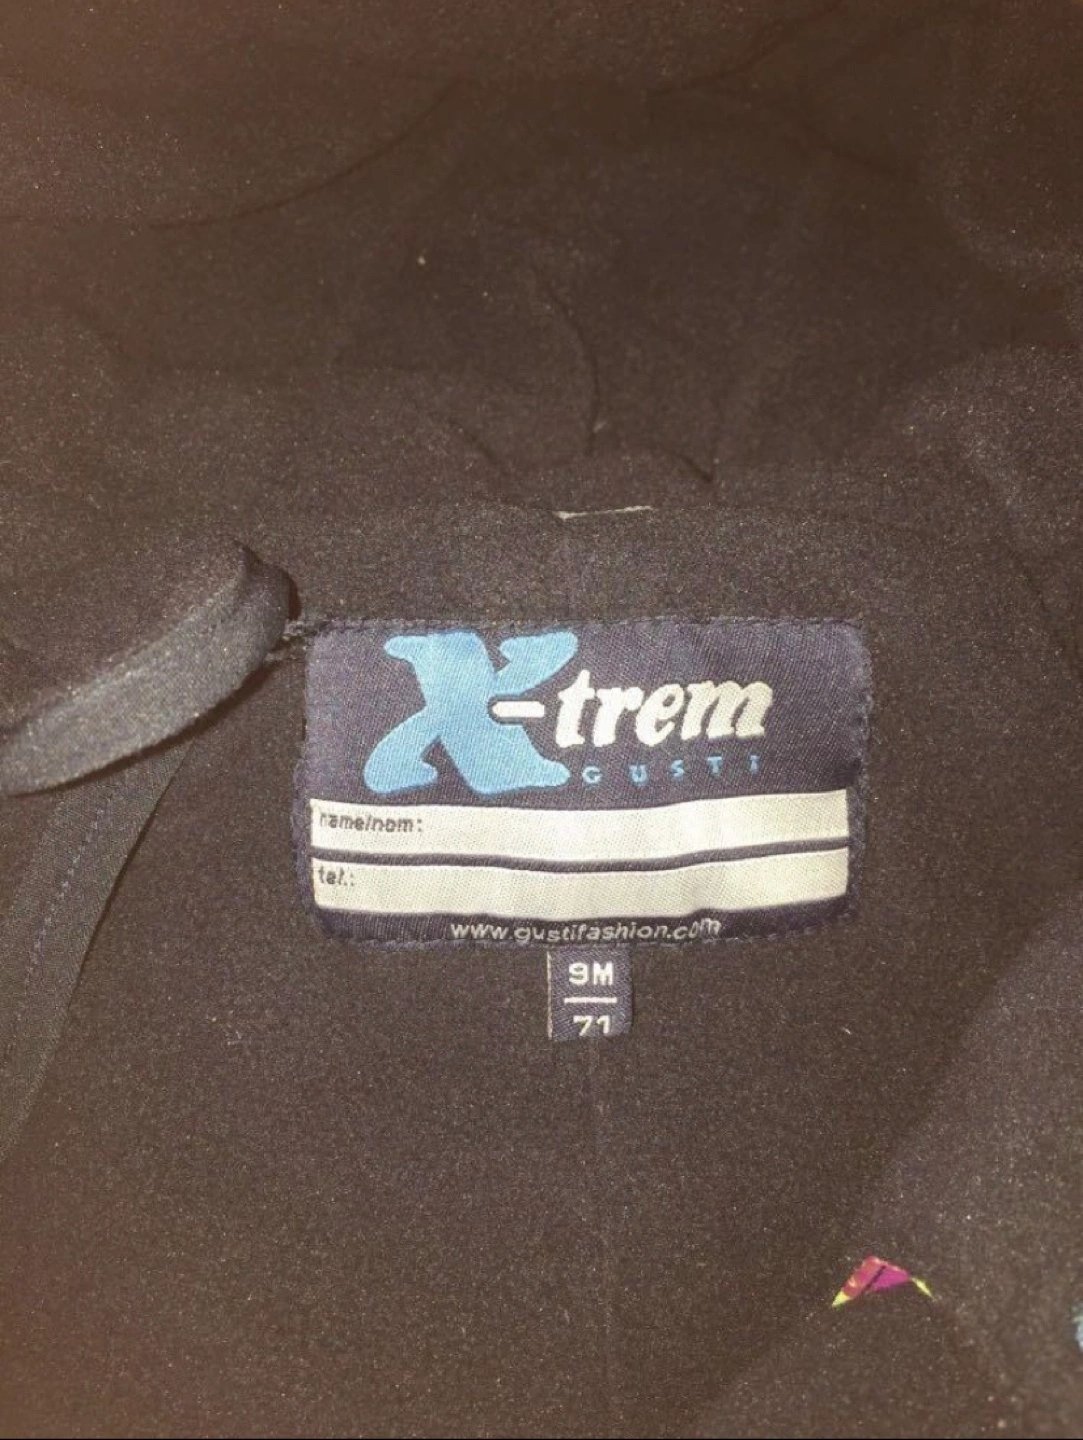 X-trem
GUSTI
name/nom:
tel.:
www.gustifashion.com
9M
71